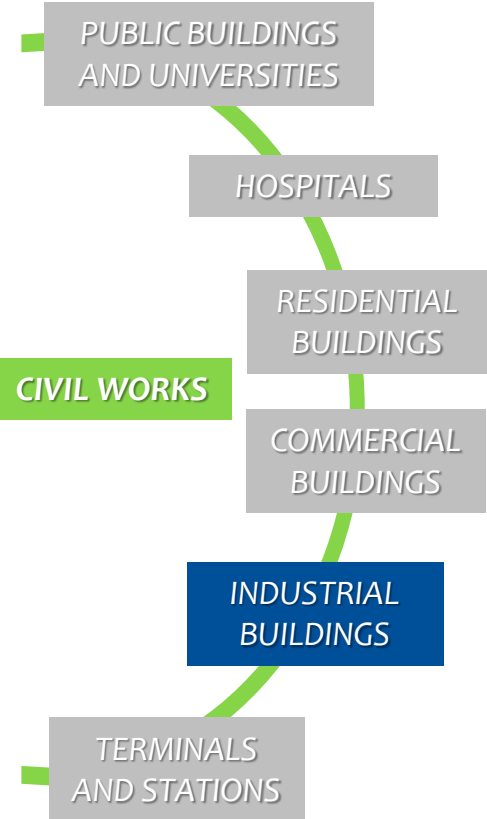 PUBLIC BUILDINGS
AND UNIVERSITIES
HOSPITALS
RESIDENTIAL
BUILDINGS
CIVIL WORKS
COMMERCIAL
BUILDINGS
INDUSTRIAL
BUILDINGS
TERMINALS
AND STATIONS